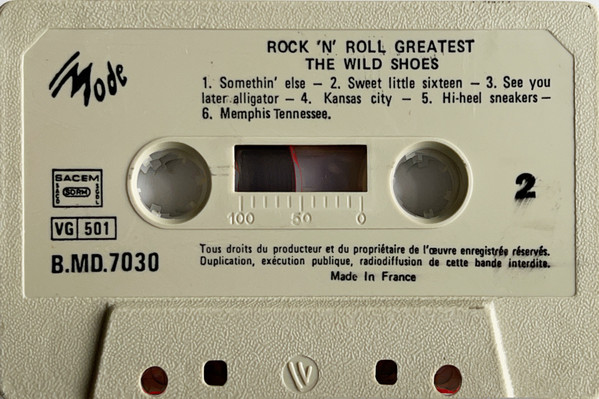 Mode
ROCK 'N' ROLL GREATEST
THE WILD SHOES
1. Somethin' else – 2. Sweet little sixteen – 3. See you
later alligator – 4. Kansas city – 5. Hi-heel sneakers –
6. Memphis Tennessee.
SACEM
VG 501
B.MD.7030
2
100 50 0
Tous droits du producteur et du propriétaire de l'œuvre enregistrée réservés.
Duplication, exécution publique, radiodiffusion de cette bande interdite.
Made In France